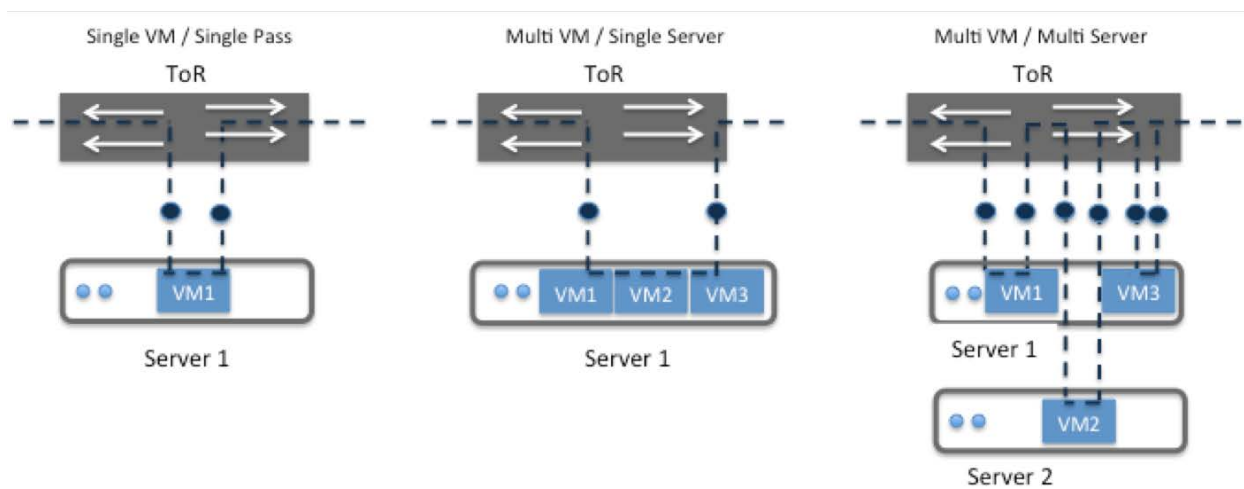 Single VM / Single Pass
ToR
VM1
Server 1
Multi VM / Single Server
ToR
VM1 VM2 VM3
Server 1
Multi VM / Multi Server
ToR
VM1 VM3
Server 1
VM2
Server 2